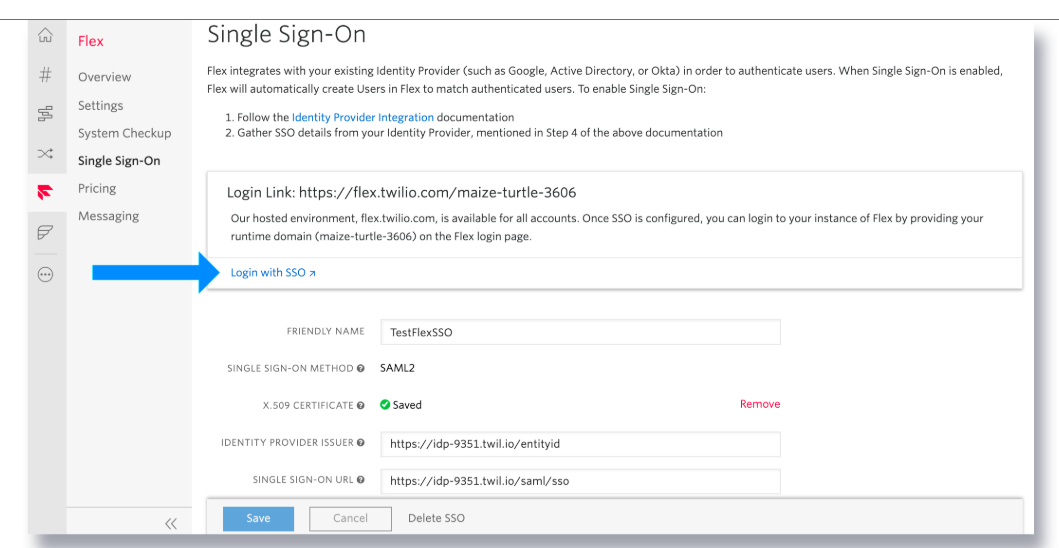 Flex
Overview
Settings
System Checkup
Single Sign-On
Pricing
Messaging
Single Sign-On
Flex integrates with your existing Identity Provider (such as Google, Active Directory, or Okta) in order to authenticate users. When Single Sign-On is enabled,
Flex will automatically create Users in Flex to match authenticated users. To enable Single Sign-On:
1. Follow the Identity Provider Integration documentation
2. Gather SSO details from your Identity Provider, mentioned in Step 4 of the above documentation
Login Link: https://flex.twilio.com/maize-turtle-3606
Our hosted environment, flex.twilio.com, is available for all accounts. Once SSO is configured, you can login to your instance of Flex by providing your
runtime domain (maize-turtle-3606) on the Flex login page.
Login with SSO
FRIENDLY NAME TestFlexSSO
SINGLE SIGN-ON METHOD SAML2
X.509 CERTIFICATE Saved Remove
IDENTITY PROVIDER ISSUER https://idp-9351.twil.io/entityid
SINGLE SIGN-ON URL https://idp-9351.twil.io/saml/sso
Save Cancel Delete SSO